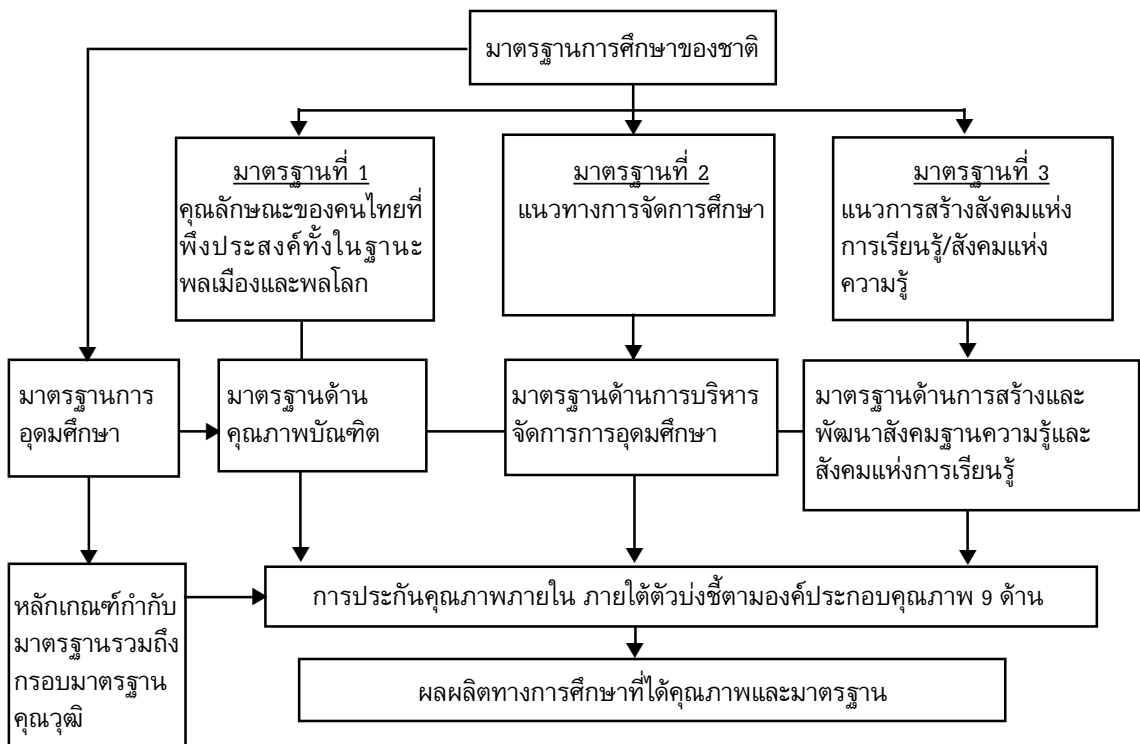 มาตรฐานการศึกษาของชาติ
มาตรฐานที่ 1
คุณลักษณะของคนไทยที่
พึงประสงค์ทั้งในฐานะ
พลเมืองและพลโลก
มาตรฐานที่ 2
แนวทางการจัดการศึกษา
มาตรฐานที่ 3
แนวการสร้างสังคมแห่ง
การเรียนรู้/สังคมแห่ง
ความรู้
มาตรฐานการ
อุดมศึกษา
มาตรฐานด้าน
คุณภาพบัณฑิต
มาตรฐานด้านการบริหาร
จัดการการอุดมศึกษา
มาตรฐานด้านการสร้างและ
พัฒนาสังคมฐานความรู้และ
สังคมแห่งการเรียนรู้
หลักเกณฑ์กำกับ
มาตรฐานรวมถึง
กรอบมาตรฐาน
คุณวุฒิ
การประกันคุณภาพภายใน ภายใต้ตัวบ่งชี้ตามองค์ประกอบคุณภาพ 9 ด้าน
ผลผลิตทางการศึกษาที่ได้คุณภาพและมาตรฐาน